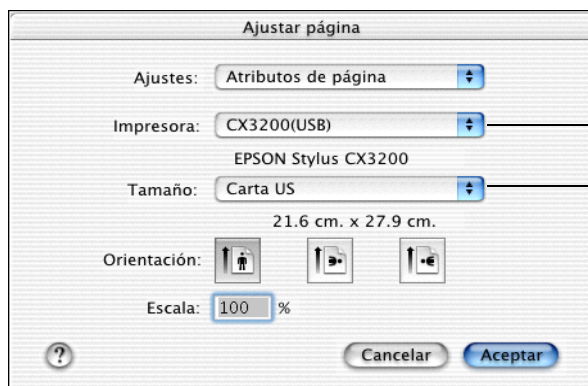 Ajustar página
Ajustes: Atributos de página
Impresora: CX3200(USB)
EPSON Stylus CX3200
Tamaño: Carta US
21.6 cm. x 27.9 cm.
Orientación:
Escala: 100 %
? Cancelar Aceptar